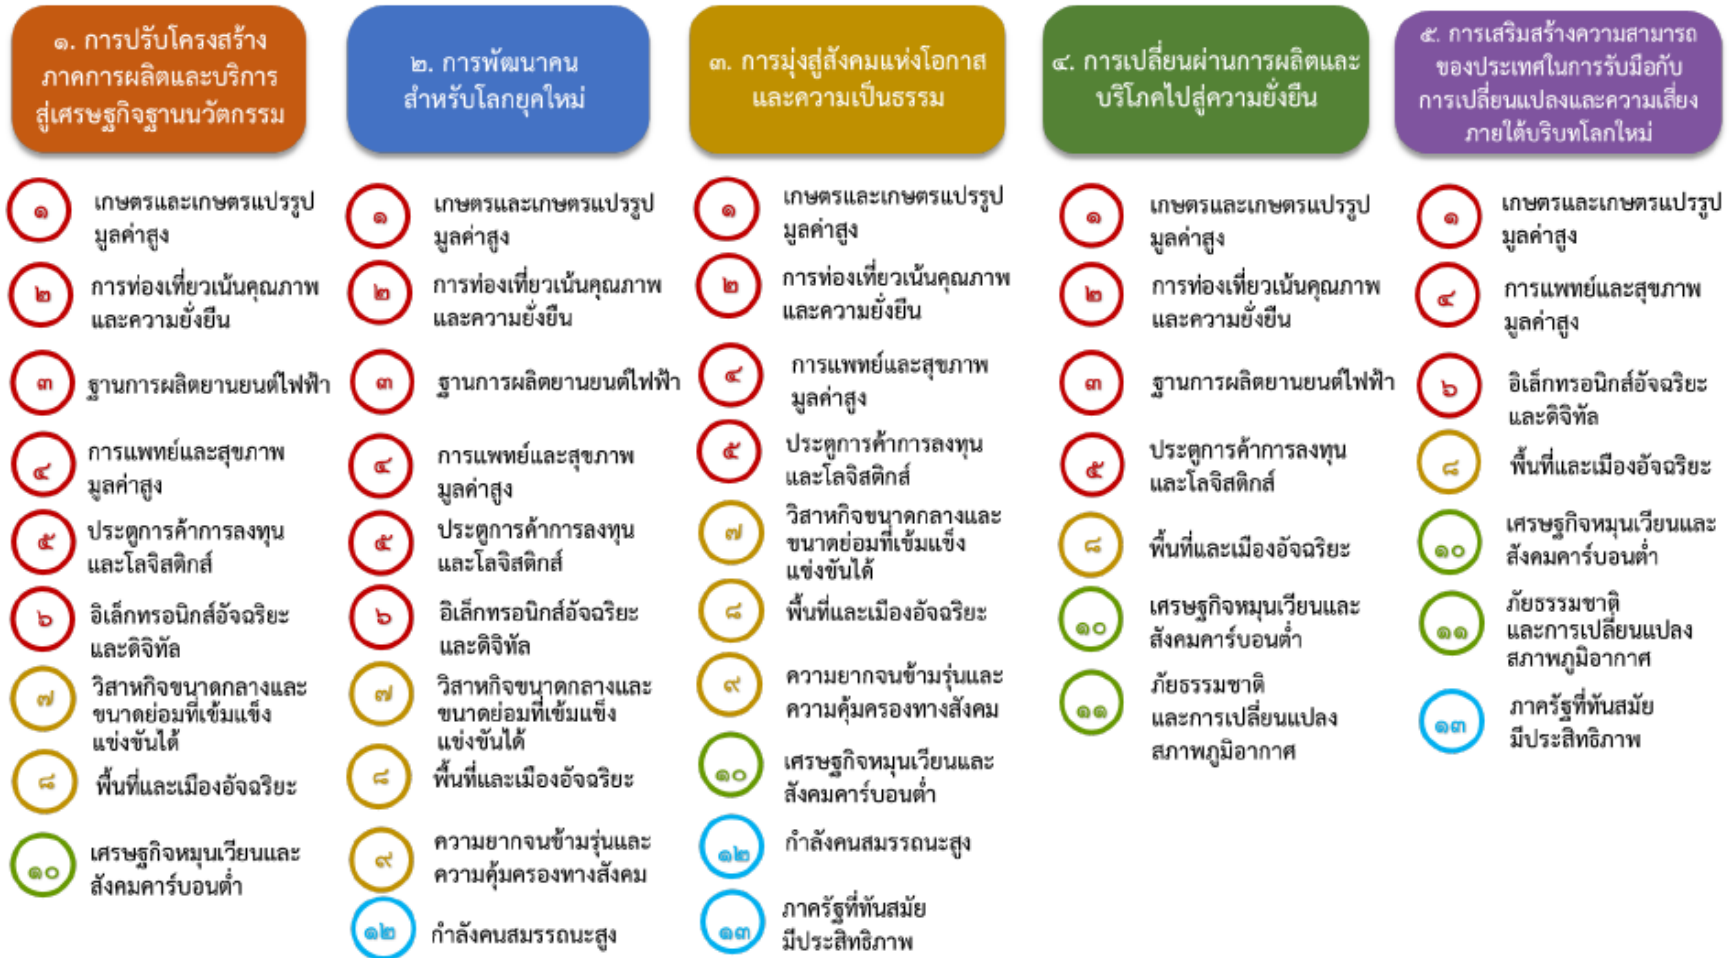 ๑. การปรับโครงสร้าง
ภาคการผลิตและบริการ
สู่เศรษฐกิจฐานนวัตกรรม
๑
เกษตรและเกษตรแปรรูป
มูลค่าสูง
๒
การท่องเที่ยวเน้นคุณภาพ
และความยั่งยืน
๓
ฐานการผลิตยานยนต์ไฟฟ้า
๔
การแพทย์และสุขภาพ
มูลค่าสูง
๕
ประตูการค้าการลงทุน
และโลจิสติกส์
๖
อิเล็กทรอนิกส์อัจฉริยะ
และดิจิทัล
๗
วิสาหกิจขนาดกลางและ
ขนาดย่อมที่เข้มแข็ง
แข่งขันได้
๘
พื้นที่และเมืองอัจฉริยะ
๑๐
เศรษฐกิจหมุนเวียนและ
สังคมคาร์บอนต่ำ
๒. การพัฒนาคน
สำหรับโลกยุคใหม่
๑
เกษตรและเกษตรแปรรูป
มูลค่าสูง
๒
การท่องเที่ยวเน้นคุณภาพ
และความยั่งยืน
๓
ฐานการผลิตยานยนต์ไฟฟ้า
๔
การแพทย์และสุขภาพ
มูลค่าสูง
๕
ประตูการค้าการลงทุน
และโลจิสติกส์
๖
อิเล็กทรอนิกส์อัจฉริยะ
และดิจิทัล
๗
วิสาหกิจขนาดกลางและ
ขนาดย่อมที่เข้มแข็ง
แข่งขันได้
๘
พื้นที่และเมืองอัจฉริยะ
๙
ความยากจนข้ามรุ่นและ
ความคุ้มครองทางสังคม
๑๒
กำลังคนสมรรถนะสูง
๓. การมุ่งสู่สังคมแห่งโอกาส
และความเป็นธรรม
๑
เกษตรและเกษตรแปรรูป
มูลค่าสูง
๒
การท่องเที่ยวเน้นคุณภาพ
และความยั่งยืน
๔
การแพทย์และสุขภาพ
มูลค่าสูง
๕
ประตูการค้าการลงทุน
และโลจิสติกส์
๗
วิสาหกิจขนาดกลางและ
ขนาดย่อมที่เข้มแข็ง
แข่งขันได้
๘
พื้นที่และเมืองอัจฉริยะ
๙
ความยากจนข้ามรุ่นและ
ความคุ้มครองทางสังคม
๑๐
เศรษฐกิจหมุนเวียนและ
สังคมคาร์บอนต่ำ
๑๒
กำลังคนสมรรถนะสูง
๑๓
ภาครัฐที่ทันสมัย
มีประสิทธิภาพ
๔. การเปลี่ยนผ่านการผลิตและ
บริโภคไปสู่ความยั่งยืน
๑
เกษตรและเกษตรแปรรูป
มูลค่าสูง
๒
การท่องเที่ยวเน้นคุณภาพ
และความยั่งยืน
๓
ฐานการผลิตยานยนต์ไฟฟ้า
๕
ประตูการค้าการลงทุน
และโลจิสติกส์
๘
พื้นที่และเมืองอัจฉริยะ
๑๐
เศรษฐกิจหมุนเวียนและ
สังคมคาร์บอนต่ำ
๑๑
ภัยธรรมชาติ
และการเปลี่ยนแปลง
สภาพภูมิอากาศ
๕. การเสริมสร้างความสามารถ
ของประเทศในการรับมือกับ
การเปลี่ยนแปลงและความเสี่ยง
ภายใต้บริบทโลกใหม่
๑
เกษตรและเกษตรแปรรูป
มูลค่าสูง
๔
การแพทย์และสุขภาพ
มูลค่าสูง
๖
อิเล็กทรอนิกส์อัจฉริยะ
และดิจิทัล
๘
พื้นที่และเมืองอัจฉริยะ
๑๐
เศรษฐกิจหมุนเวียนและ
สังคมคาร์บอนต่ำ
๑๑
ภัยธรรมชาติ
และการเปลี่ยนแปลง
สภาพภูมิอากาศ
๑๓
ภาครัฐที่ทันสมัย
มีประสิทธิภาพ